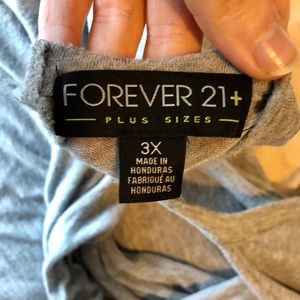 FOREVER 21+
PLUS SIZES
3X
MADE IN
HONDURAS
FABRIQUÉ AU
HONDURAS